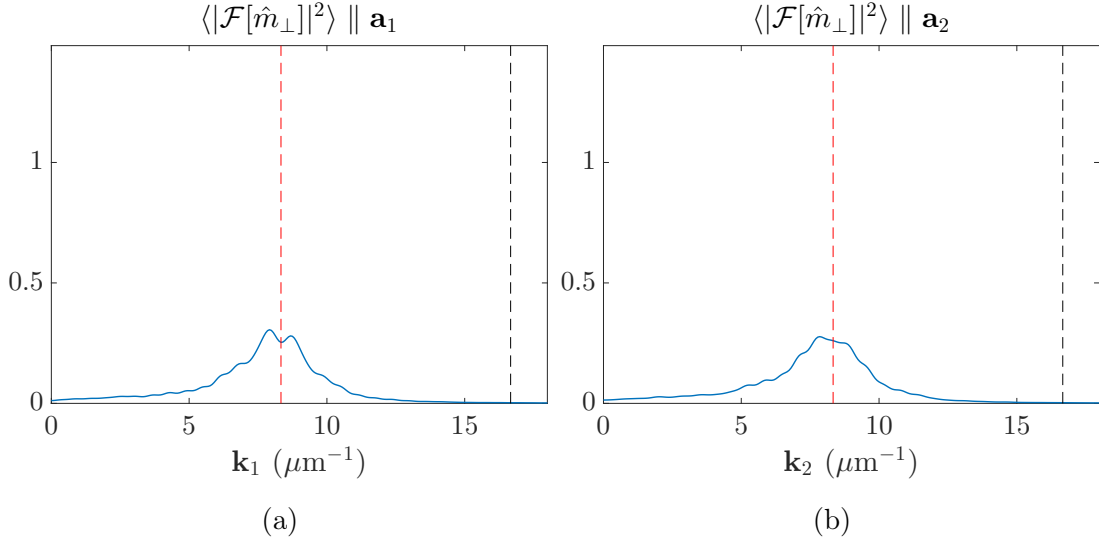 ⟨|ℱ[m̂⊥]|²⟩ ∥ a₁
1
0.5
0
0 5 10 15
k₁ (μm⁻¹)
(a)
⟨|ℱ[m̂⊥]|²⟩ ∥ a₂
1
0.5
0
0 5 10 15
k₂ (μm⁻¹)
(b)